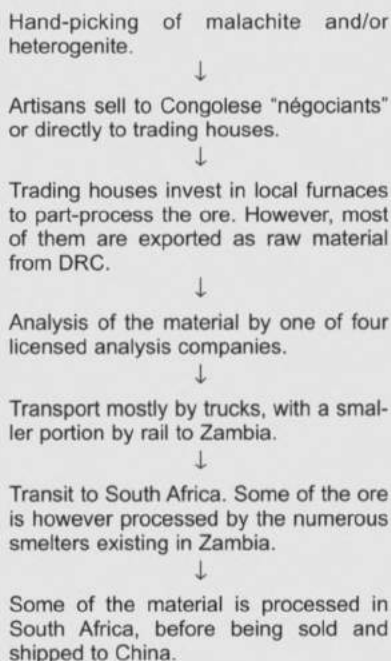 Hand-picking of malachite and/or
heterogenite.
↓
Artisans sell to Congolese "négociants"
or directly to trading houses.
↓
Trading houses invest in local furnaces
to part-process the ore. However, most
of them are exported as raw material
from DRC.
↓
Analysis of the material by one of four
licensed analysis companies.
↓
Transport mostly by trucks, with a smal-
ler portion by rail to Zambia.
↓
Transit to South Africa. Some of the ore
is however processed by the numerous
smelters existing in Zambia.
↓
Some of the material is processed in
South Africa, before being sold and
shipped to China.